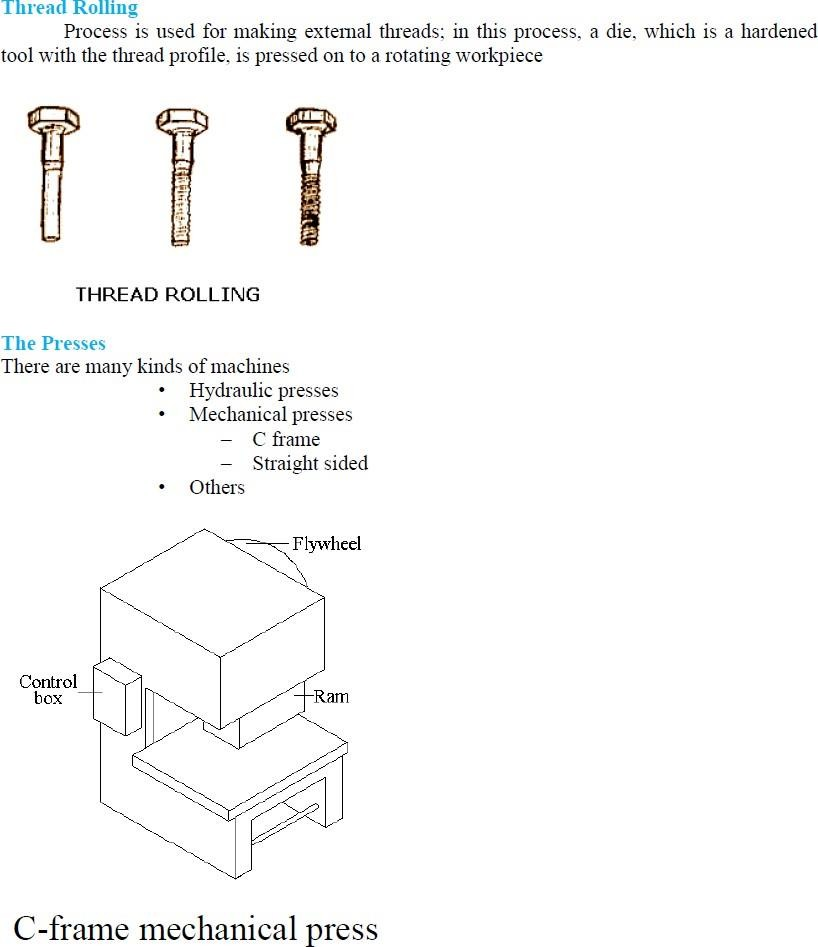 Thread Rolling
Process is used for making external threads; in this process, a die, which is a hardened
tool with the thread profile, is pressed on to a rotating workpiece
THREAD ROLLING
The Presses
There are many kinds of machines
• Hydraulic presses
• Mechanical presses
– C frame
– Straight sided
• Others
Flywheel
Control
box
Ram
C-frame mechanical press